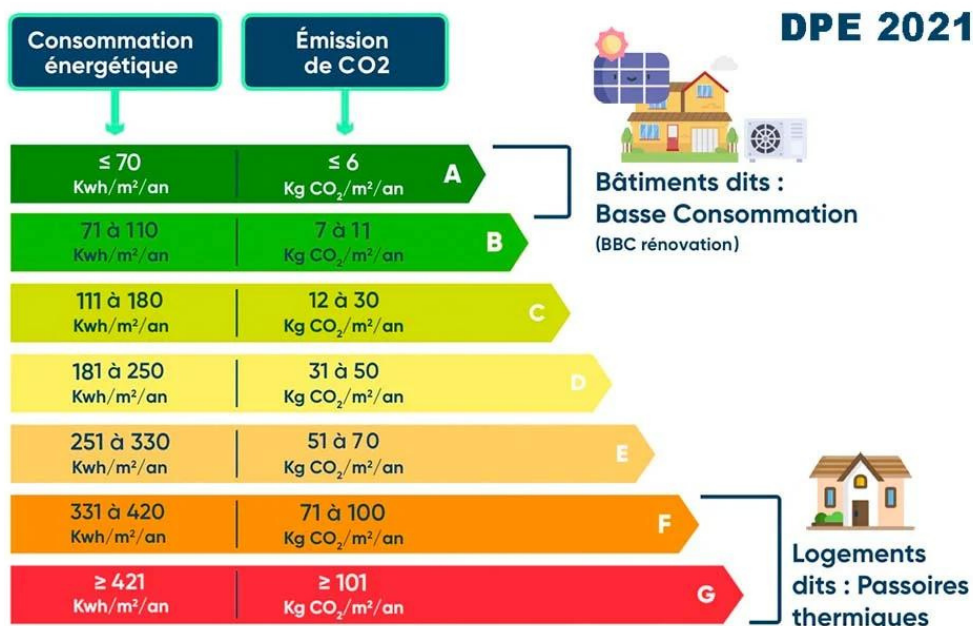 DPE 2021
Consommation
énergétique
Émission
de CO2
≤ 70
Kwh/m²/an
≤ 6
Kg CO₂/m²/an
A
71 à 110
Kwh/m²/an
7 à 11
Kg CO₂/m²/an
B
Bâtiments dits :
Basse Consommation
(BBC rénovation)
111 à 180
Kwh/m²/an
12 à 30
Kg CO₂/m²/an
C
181 à 250
Kwh/m²/an
31 à 50
Kg CO₂/m²/an
D
251 à 330
Kwh/m²/an
51 à 70
Kg CO₂/m²/an
E
331 à 420
Kwh/m²/an
71 à 100
Kg CO₂/m²/an
F
≥ 421
Kwh/m²/an
≥ 101
Kg CO₂/m²/an
G
Logements
dits : Passoires
thermiques